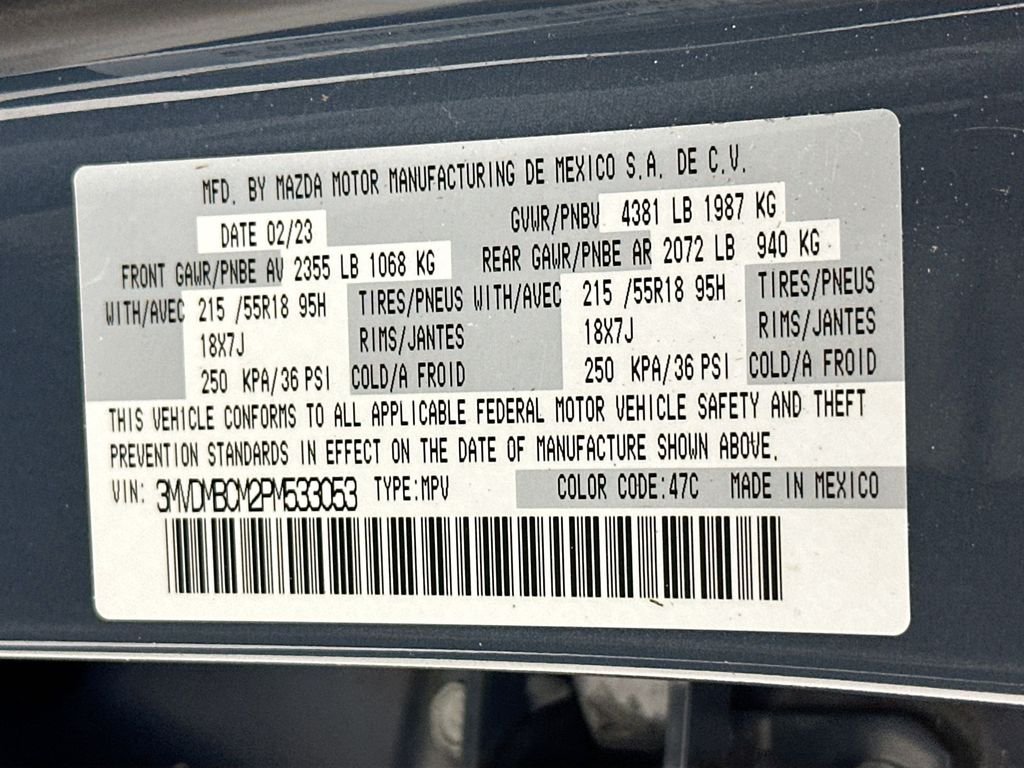 MFD. BY MAZDA MOTOR MANUFACTURING DE MEXICO S.A. DE C.V.
DATE 02/23 GVWR/PNBV 4381 LB 1987 KG
FRONT GAWR/PNBE AV 2355 LB 1068 KG REAR GAWR/PNBE AR 2072 LB 940 KG
WITH/AVEC 215 /55R18 95H TIRES/PNEUS WITH/AVEC 215 /55R18 95H TIRES/PNEUS
18X7J RIMS/JANTES 18X7J RIMS/JANTES
250 KPA/36 PSI COLD/A FROID 250 KPA/36 PSI COLD/A FROID
THIS VEHICLE CONFORMS TO ALL APPLICABLE FEDERAL MOTOR VEHICLE SAFETY AND THEFT
PREVENTION STANDARDS IN EFFECT ON THE DATE OF MANUFACTURE SHOWN ABOVE.
VIN: 3MVDMBCM2PM533053 TYPE:MPV COLOR CODE:47C MADE IN MEXICO